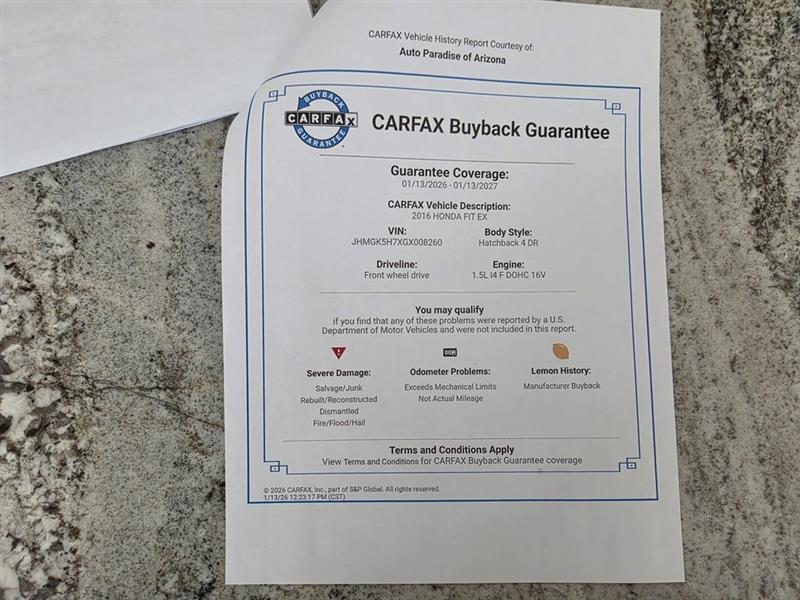 CARFAX Vehicle History Report Courtesy of:
Auto Paradise of Arizona
BUYBACK
CARFAX
GUARANTEE
CARFAX Buyback Guarantee
Guarantee Coverage:
01/13/2026 - 01/13/2027
CARFAX Vehicle Description:
2016 HONDA FIT EX
VIN: Body Style:
JHMGK5H7XGX008260 Hatchback 4 DR
Driveline: Engine:
Front wheel drive 1.5L I4 F DOHC 16V
You may qualify
if you find that any of these problems were reported by a U.S.
Department of Motor Vehicles and were not included in this report.
Severe Damage: Odometer Problems: Lemon History:
Salvage/Junk Exceeds Mechanical Limits Manufacturer Buyback
Rebuilt/Reconstructed Not Actual Mileage
Dismantled
Fire/Flood/Hail
Terms and Conditions Apply
View Terms and Conditions for CARFAX Buyback Guarantee coverage
© 2026 CARFAX, Inc., part of S&P Global. All rights reserved.
1/13/26 12:23:17 PM (CST)